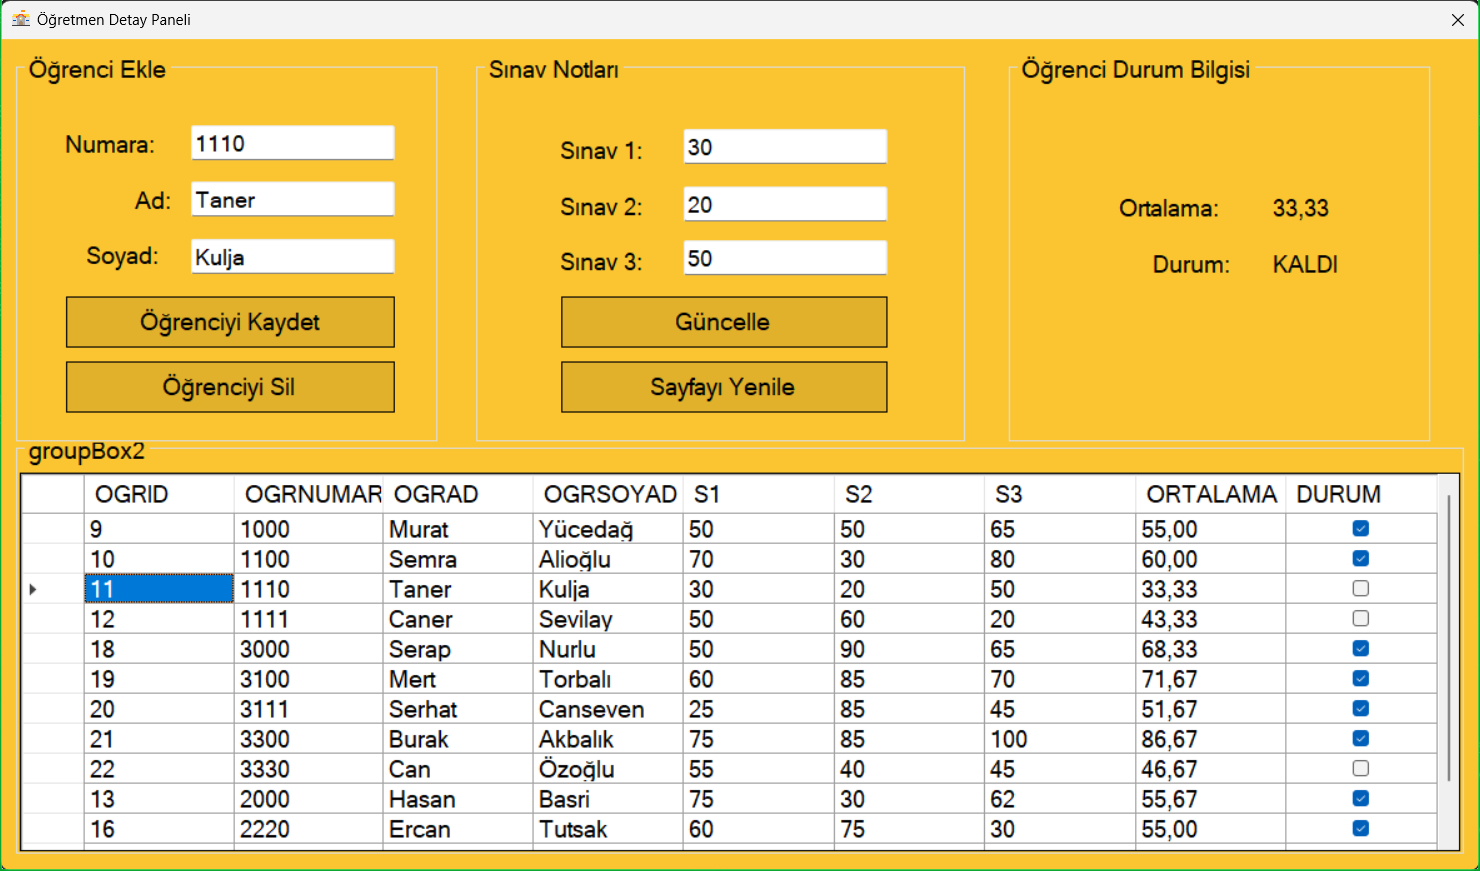 Öğretmen Detay Paneli
Öğrenci Ekle
Numara: 1110
Ad: Taner
Soyad: Kulja
Öğrenciyi Kaydet
Öğrenciyi Sil
Sınav Notları
Sınav 1: 30
Sınav 2: 20
Sınav 3: 50
Güncelle
Sayfayı Yenile
Öğrenci Durum Bilgisi
Ortalama: 33,33
Durum: KALDI
groupBox2
OGRID OGRNUMAR OGRAD OGRSOYAD S1 S2 S3 ORTALAMA DURUM
9 1000 Murat Yücedağ 50 50 65 55,00
10 1100 Semra Alioğlu 70 30 80 60,00
11 1110 Taner Kulja 30 20 50 33,33
12 1111 Caner Sevilay 50 60 20 43,33
18 3000 Serap Nurlu 50 90 65 68,33
19 3100 Mert Torbalı 60 85 70 71,67
20 3111 Serhat Canseven 25 85 45 51,67
21 3300 Burak Akbalık 75 85 100 86,67
22 3330 Can Özoğlu 55 40 45 46,67
13 2000 Hasan Basri 75 30 62 55,67
16 2220 Ercan Tutsak 60 75 30 55,00